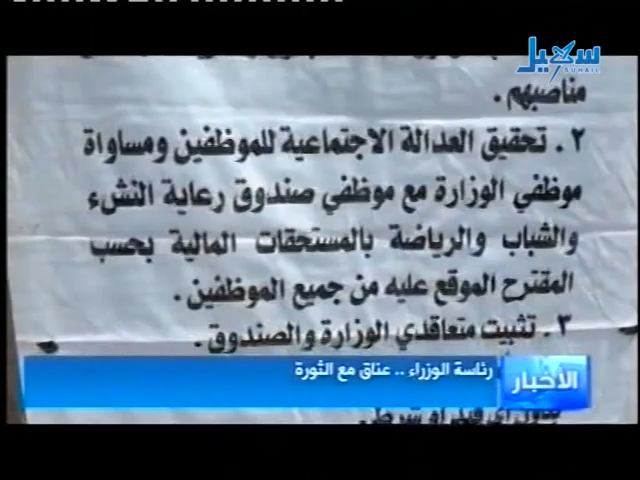 سهيل
SUHAIL
مناصبهم .
٢ . تحقيق العدالة الاجتماعية للموظفين ومساواة
موظفي الوزارة مع موظفي صندوق رعاية النشء
والشباب والرياضة بالمستحقات المالية بحسب
المقترح الموقع عليه من جميع الموظفين .
٣ . تثبيت متعاقدي الوزارة والصندوق .
الأخبار
رئاسة الوزراء .. عناق مع الثورة